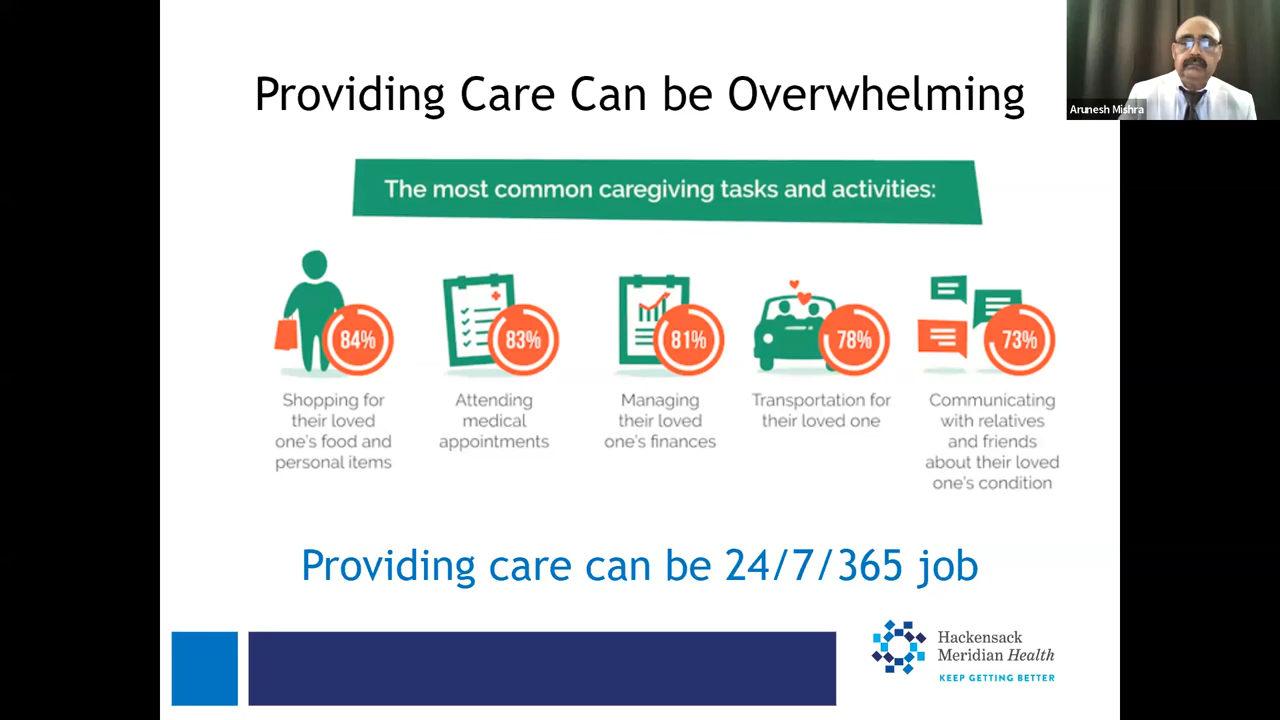 Providing Care Can be Overwhelming
Arunesh Mishra
The most common caregiving tasks and activities:
84%
83%
81%
78%
73%
Shopping for
their loved
one's food and
personal items
Attending
medical
appointments
Managing
their loved
one's finances
Transportation for
their loved one
Communicating
with relatives
and friends
about their loved
one's condition
Providing care can be 24/7/365 job
Hackensack
Meridian Health
KEEP GETTING BETTER